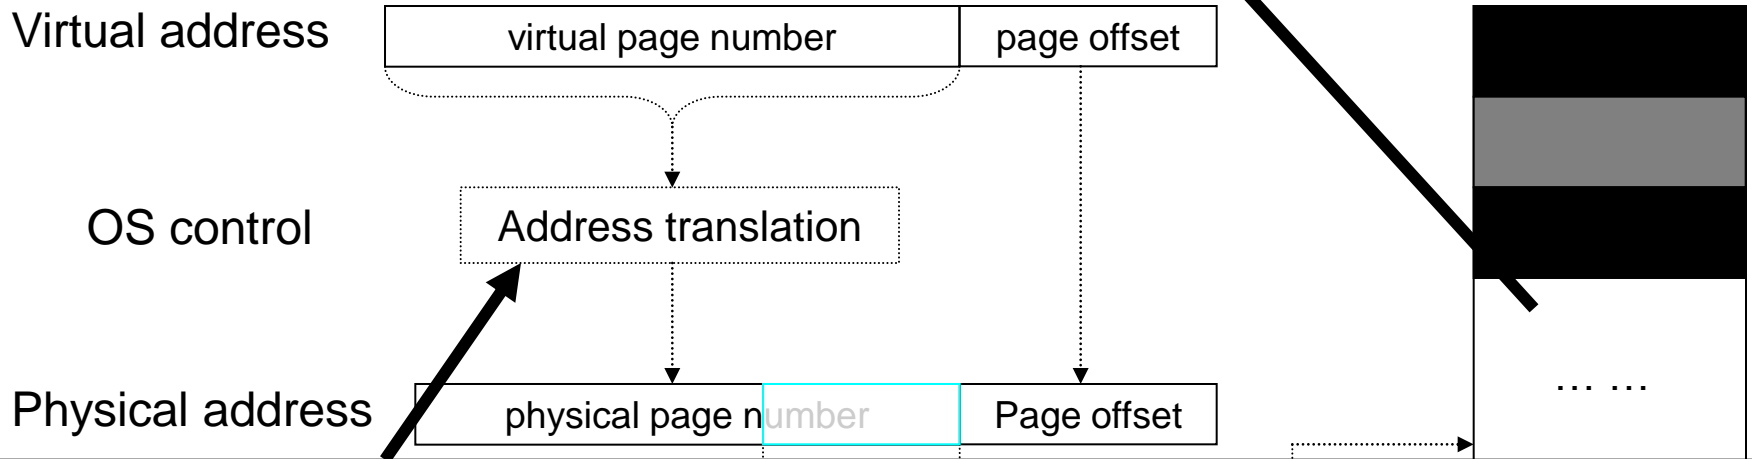 Virtual address
virtual page number
page offset
OS control
Address translation
Physical address
physical page number
Page offset
... ...